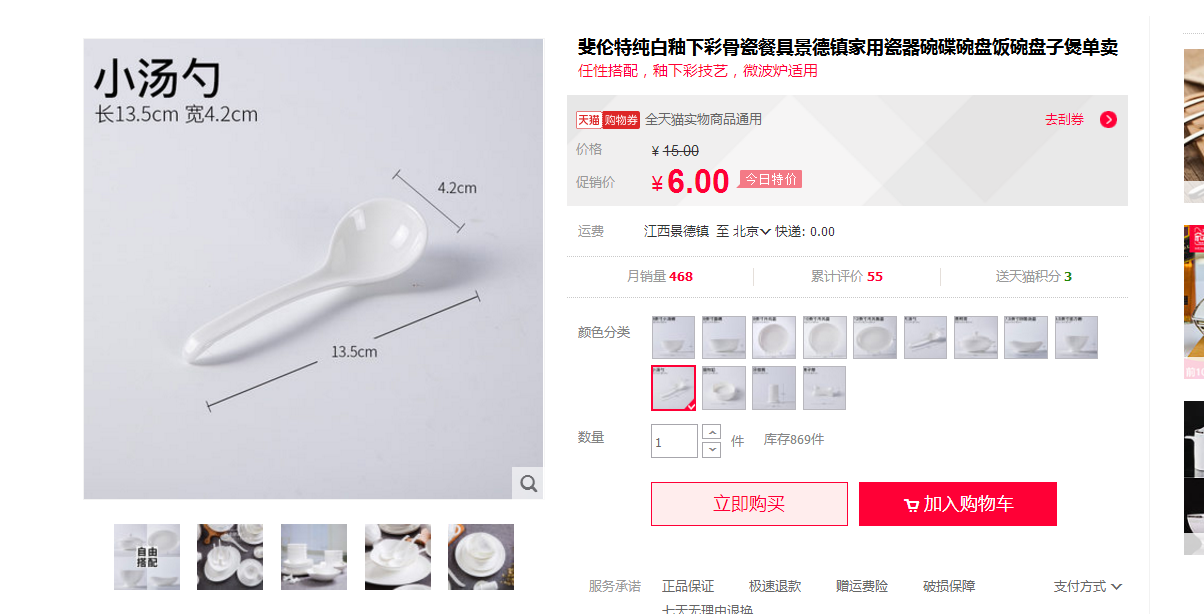 小汤勺
长13.5cm 宽4.2cm
4.2cm
13.5cm
自由
搭配
斐伦特纯白釉下彩骨瓷餐具景德镇家用瓷器碗碟碗盘饭碗盘子煲单卖
任性搭配，釉下彩技艺，微波炉适用
天猫 购物券 全天猫实物商品通用 去刮券
价格 ¥ 15.00
促销价 ¥ 6.00 今日特价
运费 江西景德镇 至 北京 快递: 0.00
月销量 468 累计评价 55 送天猫积分 3
颜色分类
数量 1 件 库存869件
立即购买 加入购物车
服务承诺 正品保证 极速退款 赠运费险 破损保障 支付方式
七天无理由退换